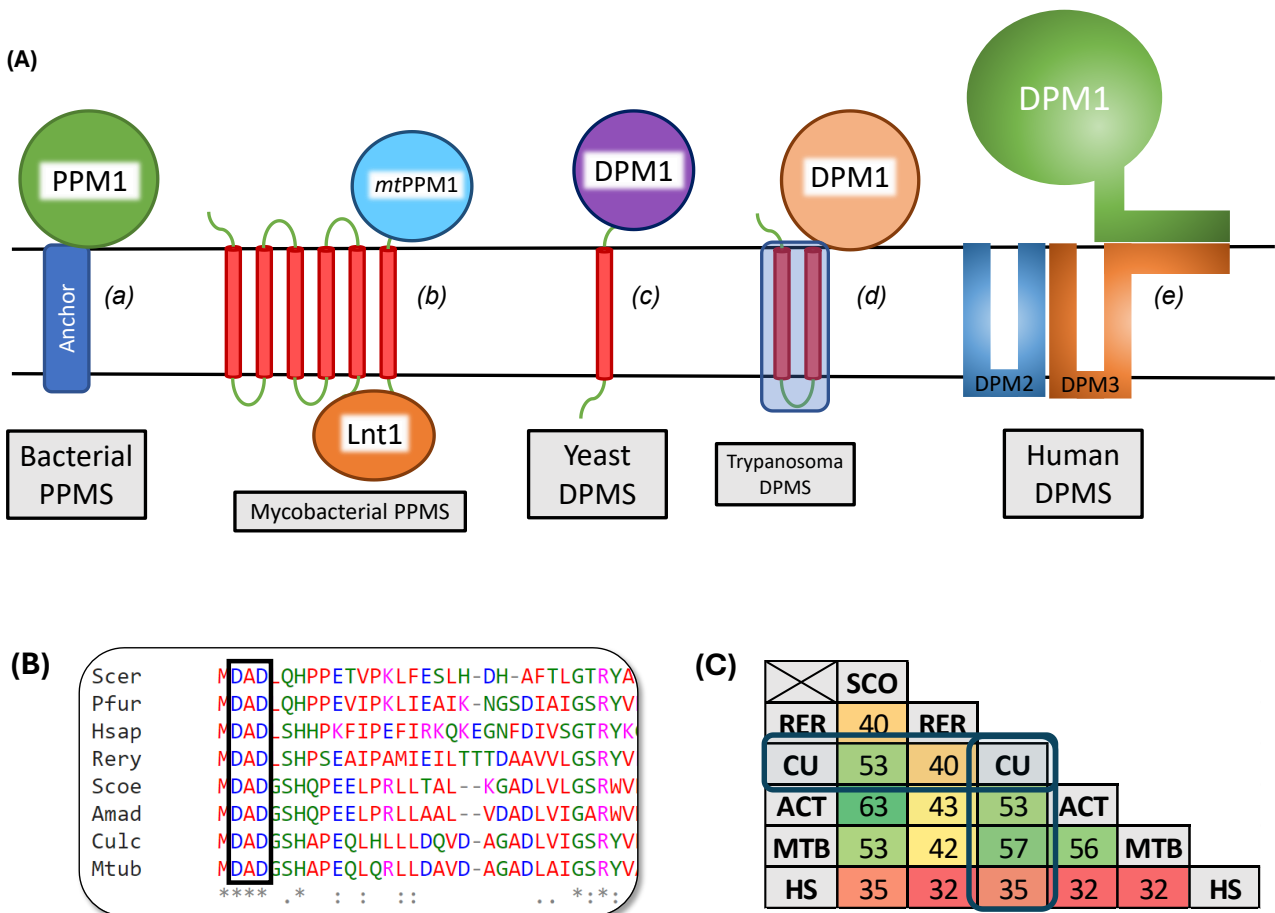 (A)
PPM1
Anchor
(a)
Bacterial
PPMS
mtPPM1
(b)
Lnt1
Mycobacterial PPMS
DPM1
(c)
Yeast
DPMS
DPM1
(d)
Trypanosoma
DPMS
DPM1
(e)
DPM2 DPM3
Human
DPMS
(B)
Scer MDADLQHPPETVPKLFESLH-DH-AFTLGTRYA
Pfur MDADLQHPPEVIPKLIEAIK-NGSDIAIGSRYV
Hsap MDADLSHHPKFIPEFIRKQKEGNFDIVSGTRYK
Rery MDADLSHPSEAIPAMIEILTTTDAAVVLGSRYV
Scoe MDADGSHQPEELPRLLTAL--KGADLVLGSRWV
Amad MDADGSHQPEELPRLLAAL--VDADLVIGARWV
Culc MDADGSHAPEQLHLLLDQVD-AGADLVIGSRYV
Mtub MDADGSHAPEQLQRLLDAVD-AGADLVIGSRYV
**** .* : : :: .. *:*:
(C)
SCO
RER 40 RER
CU 53 40 CU
ACT 63 43 53 ACT
MTB 53 42 57 56 MTB
HS 35 32 35 32 32 HS